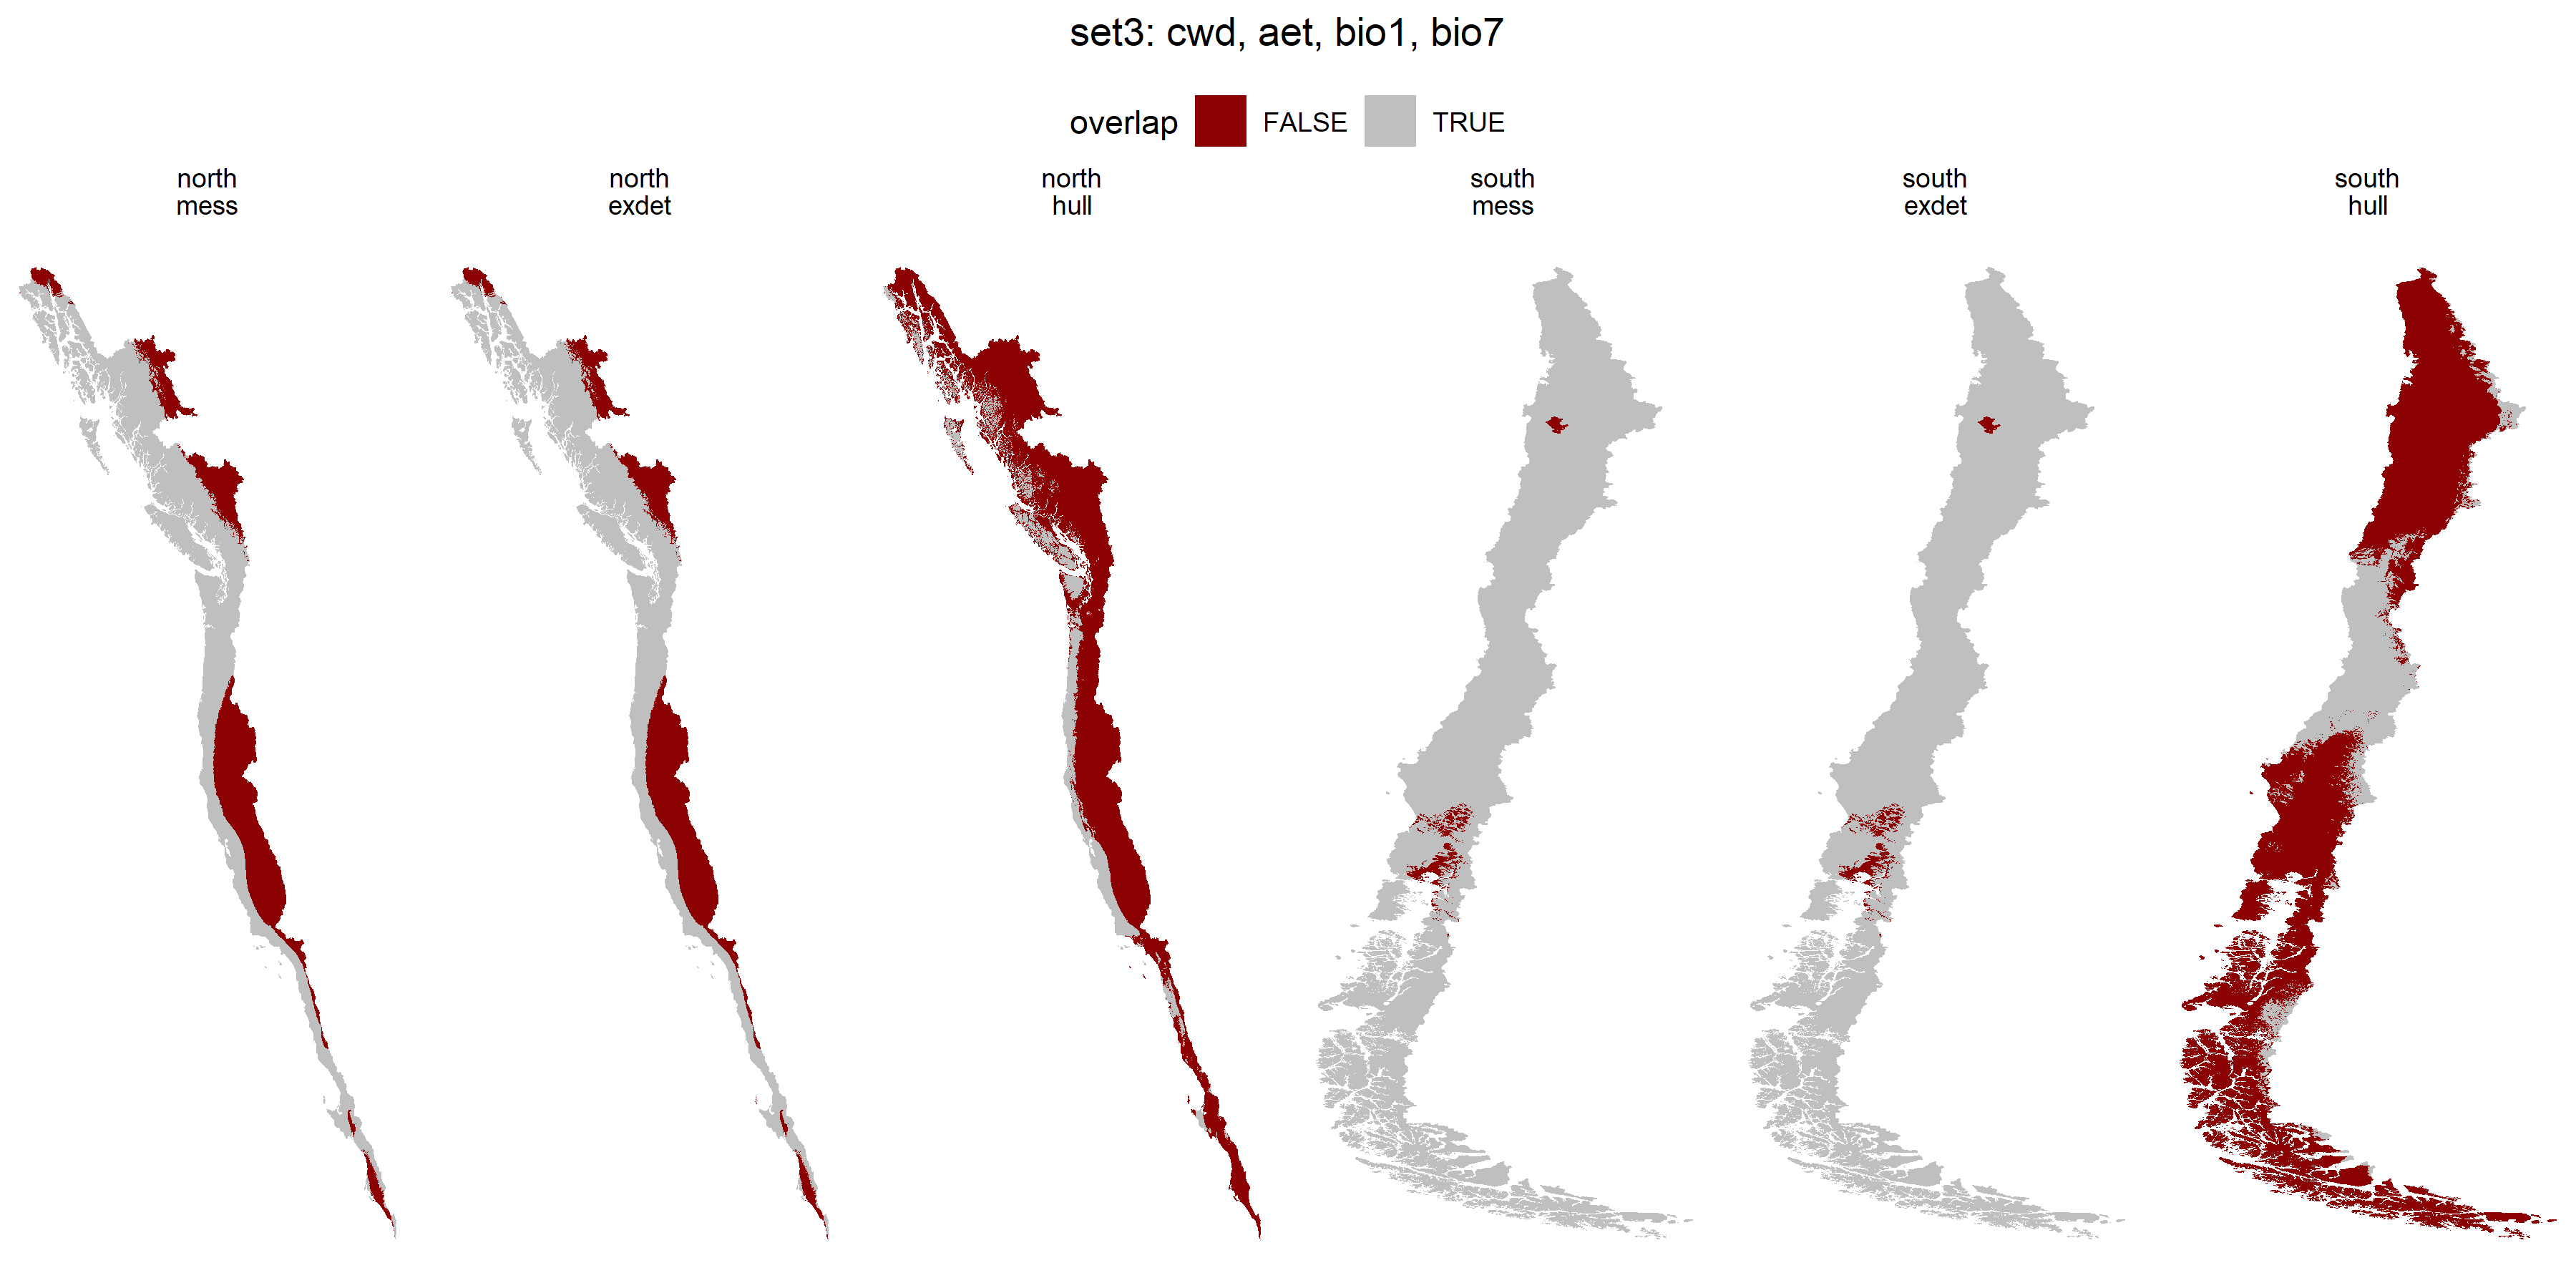 set3: cwd, aet, bio1, bio7
overlap FALSE TRUE
north
mess
north
exdet
north
hull
south
mess
south
exdet
south
hull